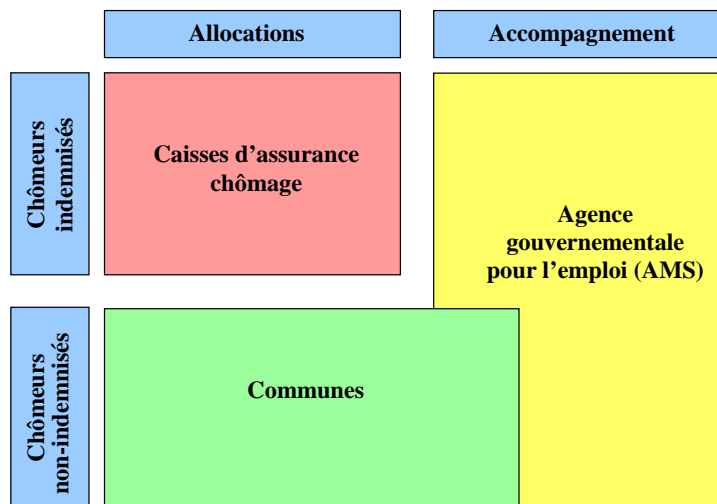 Allocations
Accompagnement
Chômeurs
indemnisés
Caisses d’assurance
chômage
Agence
gouvernementale
pour l’emploi (AMS)
Chômeurs
non-indemnisés
Communes